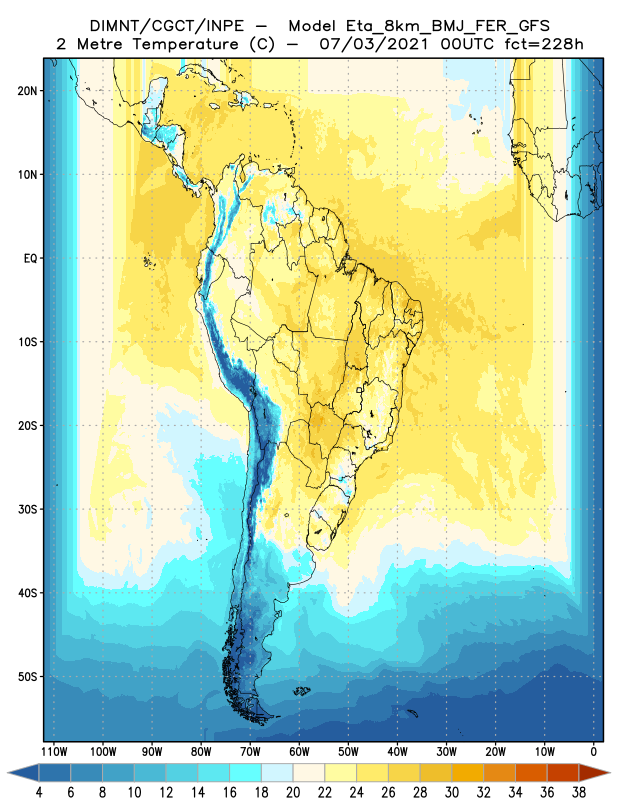 DIMNT/CGCT/INPE − Model Eta_8km_BMJ_FER_GFS
2 Metre Temperature (C) − 07/03/2021 00UTC fct=228h
20N
10N
EQ
10S
20S
30S
40S
50S
110W 100W 90W 80W 70W 60W 50W 40W 30W 20W 10W 0
4 6 8 10 12 14 16 18 20 22 24 26 28 30 32 34 36 38